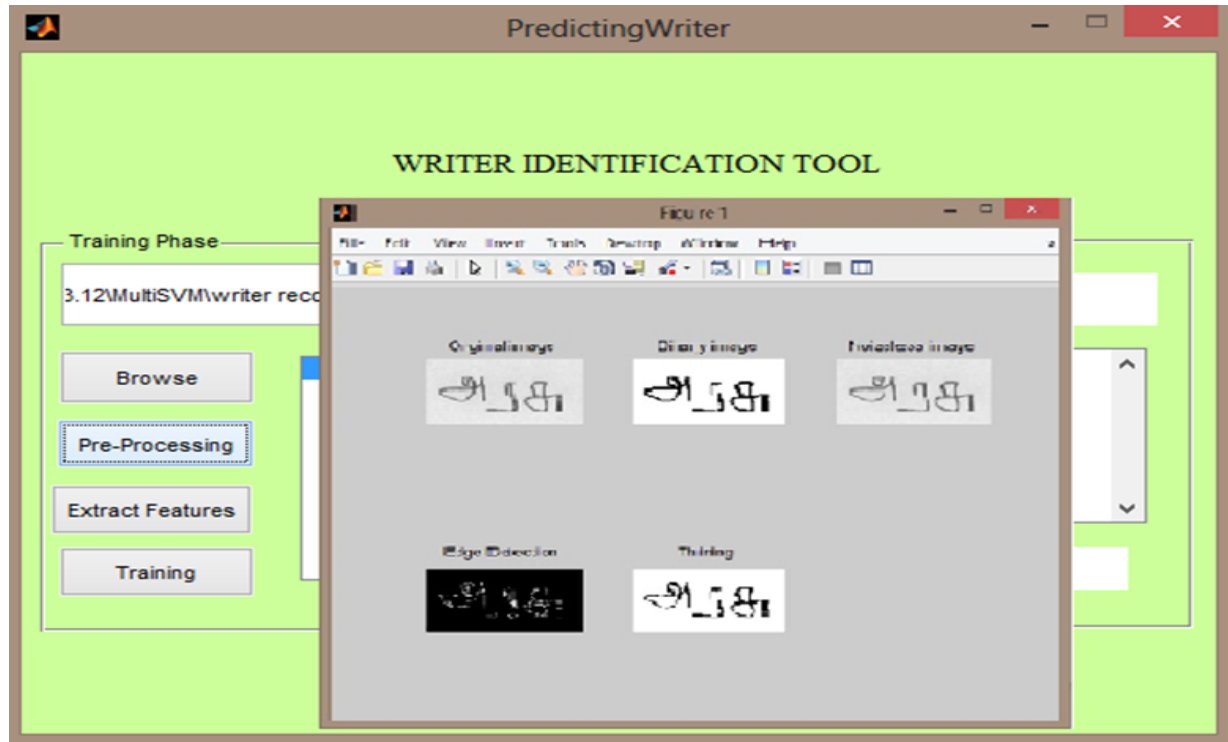 PredictingWriter
WRITER IDENTIFICATION TOOL
Figure 1
Training Phase
File Edit View Insert Tools Desktop Window Help
3.12\MultiSVM\writer reco
Original image Binary image image
Browse
Pre-Processing
Extract Features
Edge Detection
Training